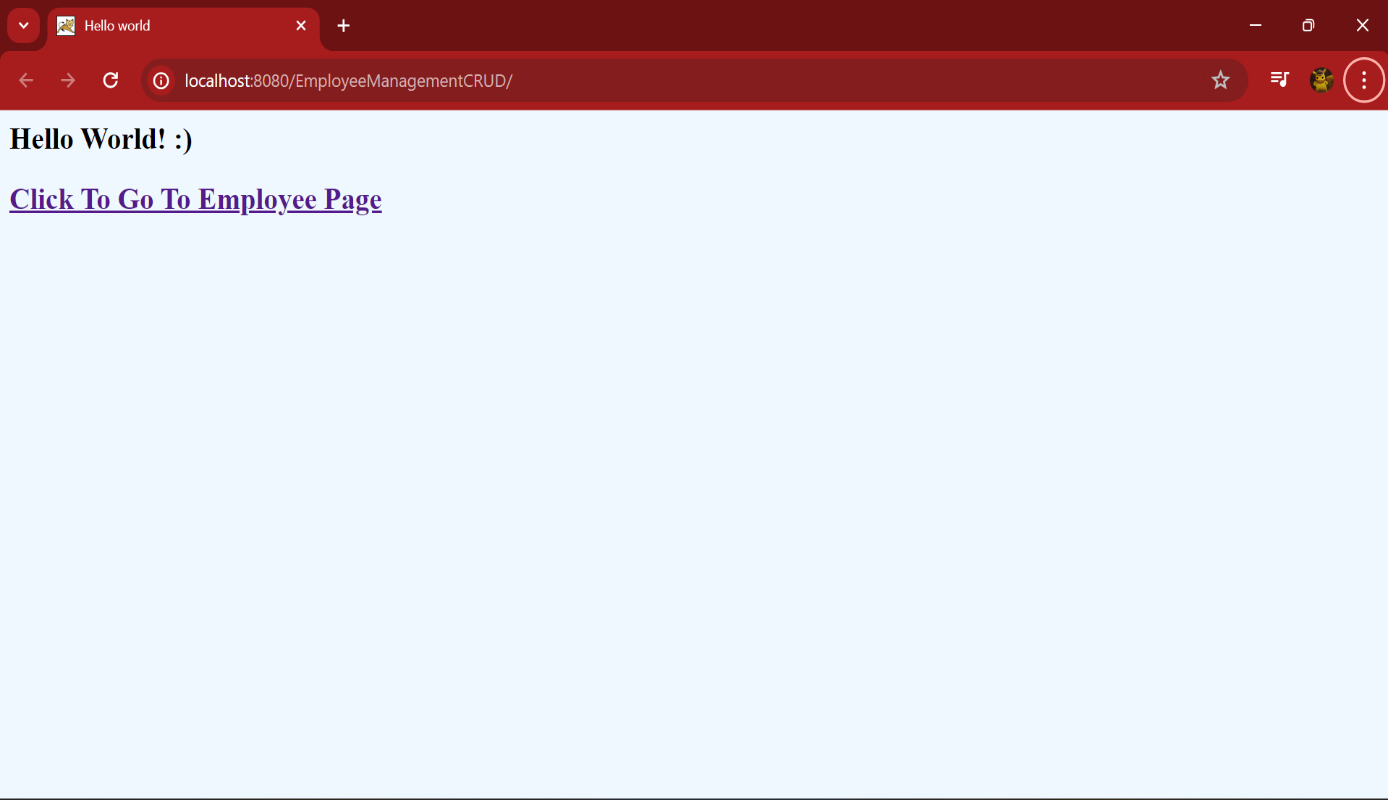 Hello world
localhost:8080/EmployeeManagementCRUD/
Hello World! :)
Click To Go To Employee Page